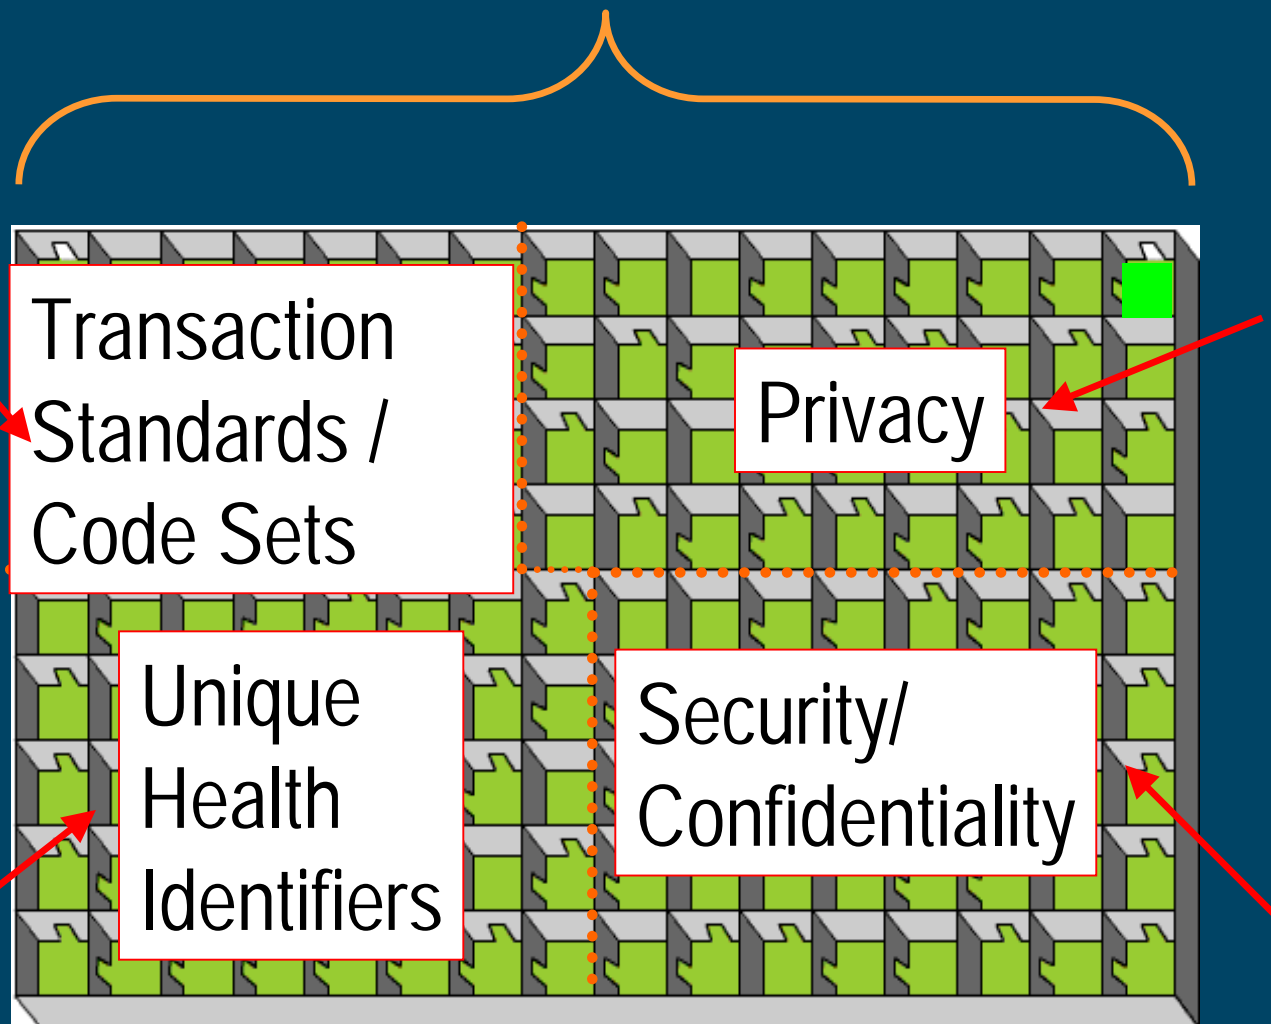 Transaction
Standards /
Code Sets
Privacy
Unique
Health
Identifiers
Security/
Confidentiality